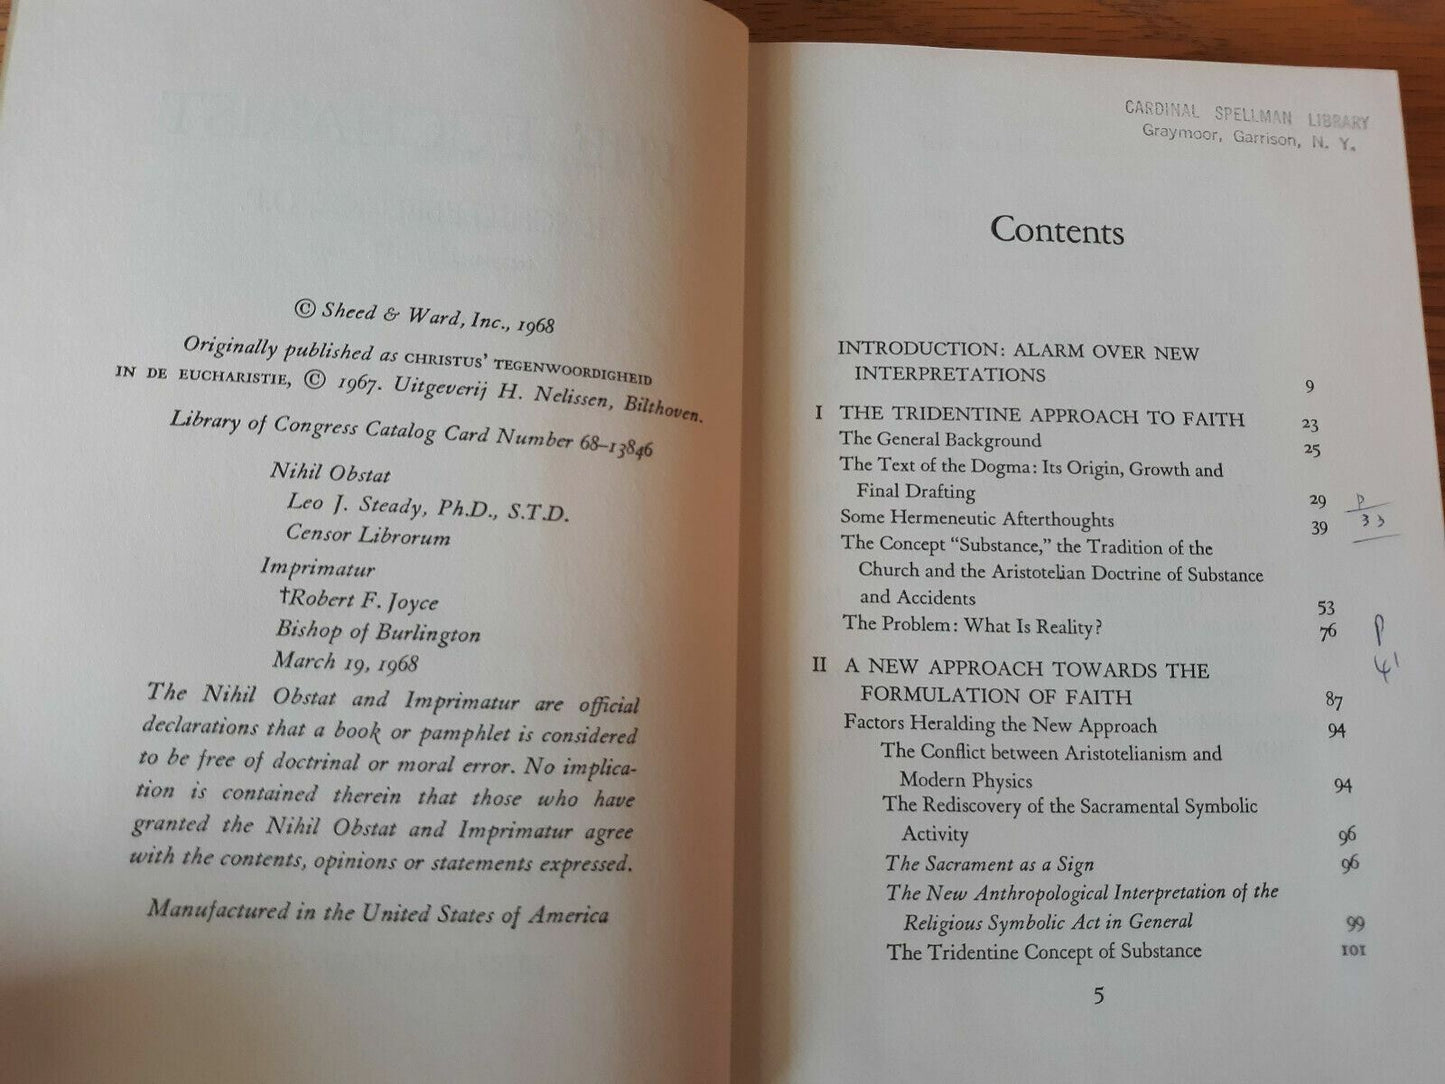 © Sheed & Ward, Inc., 1968
Originally published as CHRISTUS' TEGENWOORDIGHEID
IN DE EUCHARISTIE, © 1967. Uitgeverij H. Nelissen, Bilthoven.
Library of Congress Catalog Card Number 68–13846
Nihil Obstat
Leo J. Steady, Ph.D., S.T.D.
Censor Librorum
Imprimatur
†Robert F. Joyce
Bishop of Burlington
March 19, 1968
The Nihil Obstat and Imprimatur are official
declarations that a book or pamphlet is considered
to be free of doctrinal or moral error. No implica-
tion is contained therein that those who have
granted the Nihil Obstat and Imprimatur agree
with the contents, opinions or statements expressed.
Manufactured in the United States of America
CARDINAL SPELLMAN LIBRARY
Graymoor, Garrison, N. Y.
Contents
INTRODUCTION: ALARM OVER NEW
INTERPRETATIONS 9
I THE TRIDENTINE APPROACH TO FAITH 23
The General Background 25
The Text of the Dogma: Its Origin, Growth and
Final Drafting 29 P
Some Hermeneutic Afterthoughts 39 33
The Concept "Substance," the Tradition of the
Church and the Aristotelian Doctrine of Substance
and Accidents 53
The Problem: What Is Reality? 76 P
41
II A NEW APPROACH TOWARDS THE
FORMULATION OF FAITH 87
Factors Heralding the New Approach 94
The Conflict between Aristotelianism and
Modern Physics 94
The Rediscovery of the Sacramental Symbolic
Activity 96
The Sacrament as a Sign 96
The New Anthropological Interpretation of the
Religious Symbolic Act in General 99
The Tridentine Concept of Substance 101
5